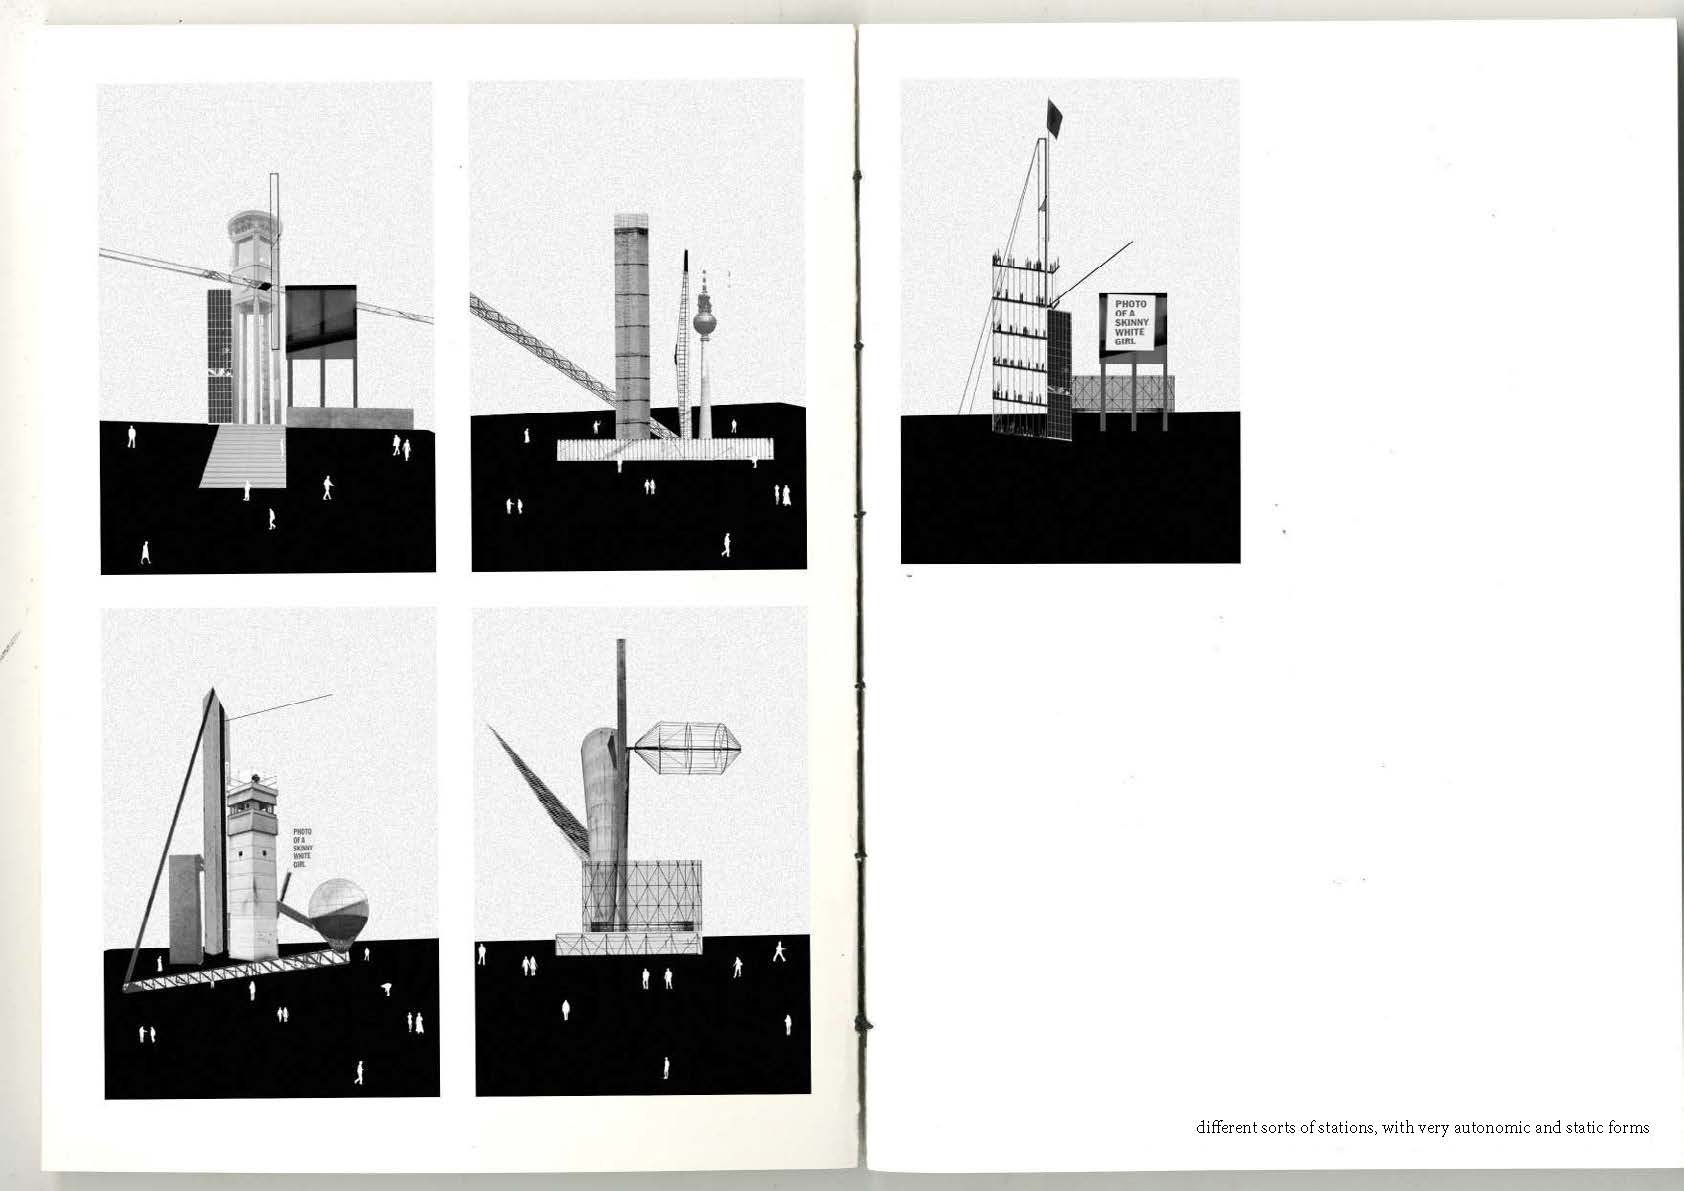 PHOTO
OF A
SKINNY
WHITE
GIRL
PHOTO
OF A
SKINNY
WHITE
GIRL
different sorts of stations, with very autonomic and static forms